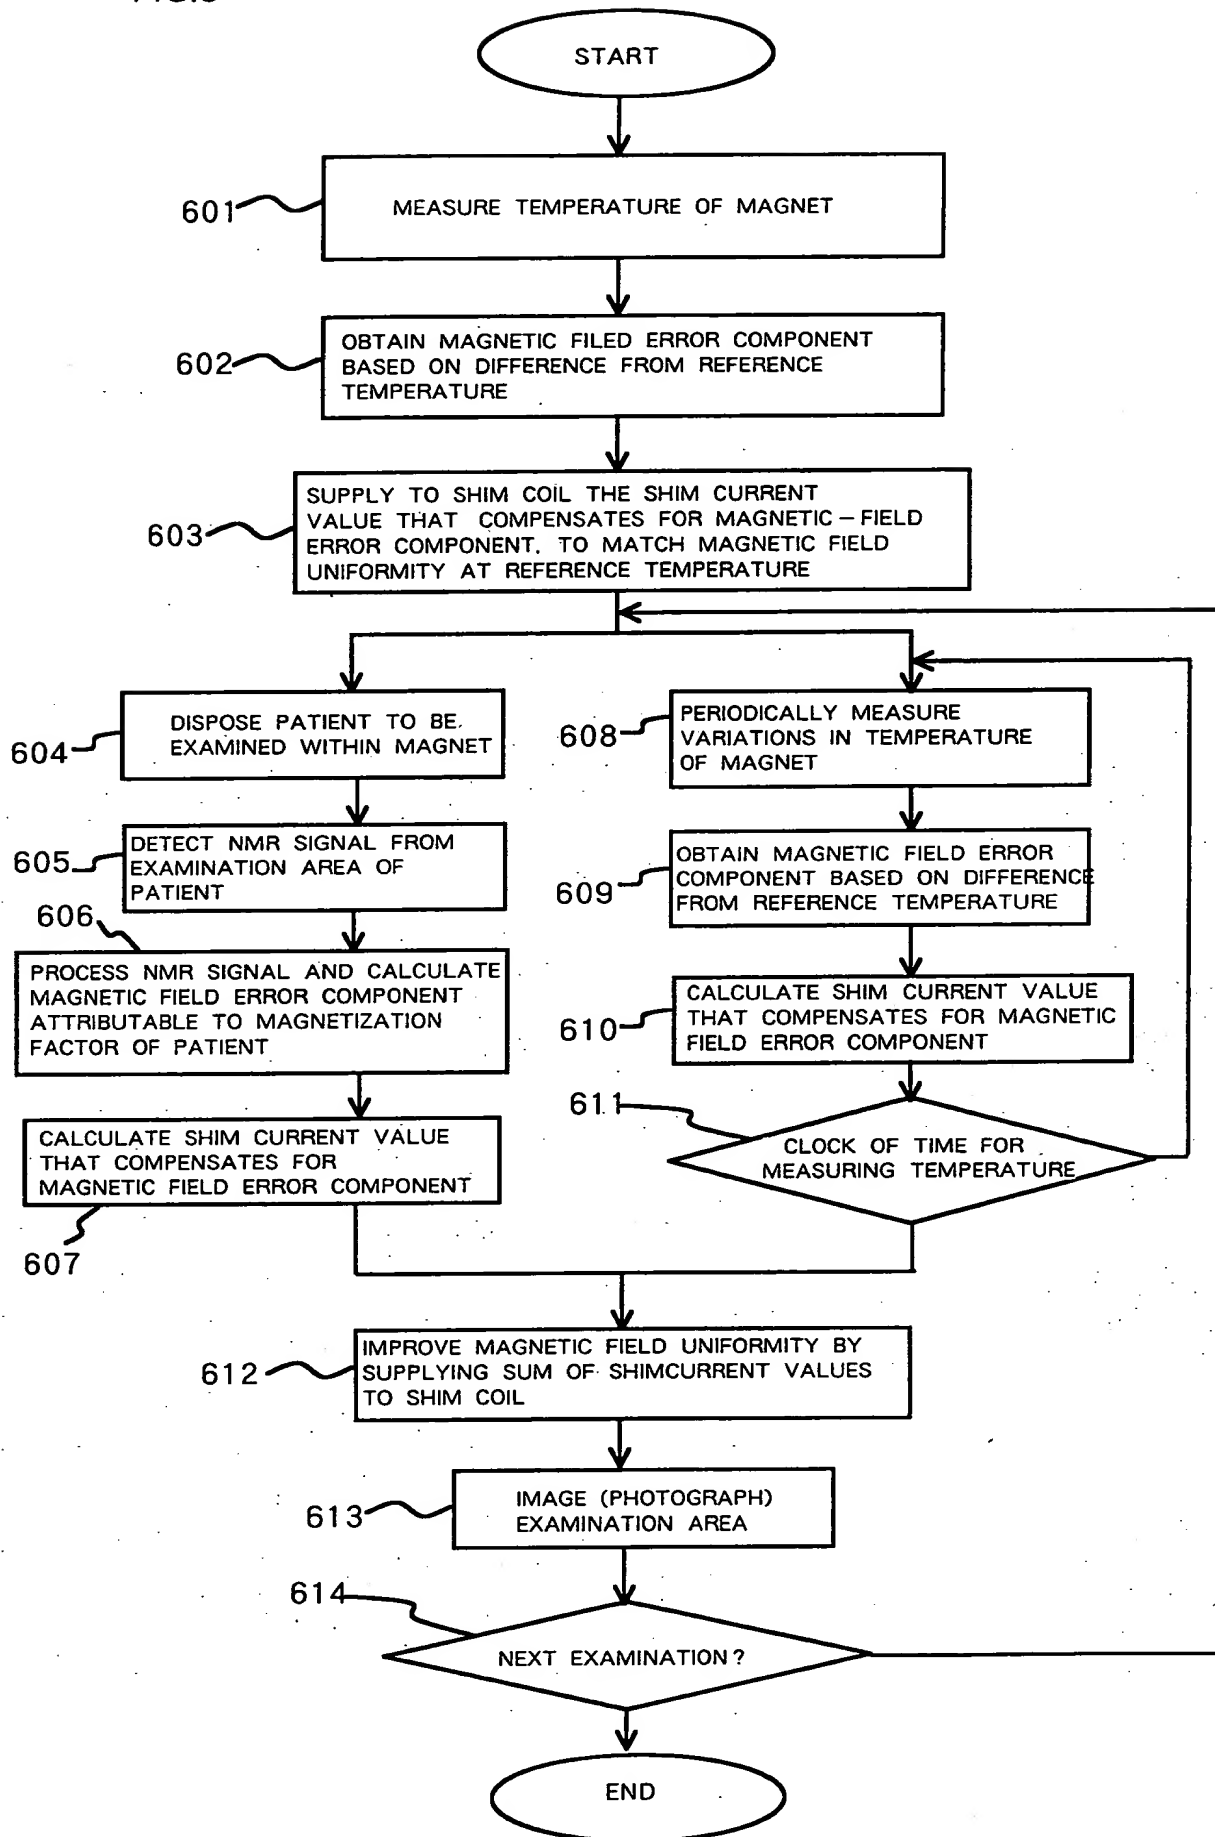 START
601
MEASURE TEMPERATURE OF MAGNET
602
OBTAIN MAGNETIC FILED ERROR COMPONENT
BASED ON DIFFERENCE FROM REFERENCE
TEMPERATURE
603
SUPPLY TO SHIM COIL THE SHIM CURRENT
VALUE THAT COMPENSATES FOR MAGNETIC-FIELD
ERROR COMPONENT. TO MATCH MAGNETIC FIELD
UNIFORMITY AT REFERENCE TEMPERATURE
604
DISPOSE PATIENT TO BE.
EXAMINED WITHIN MAGNET
605
DETECT NMR SIGNAL FROM
EXAMINATION AREA OF
PATIENT
606
PROCESS NMR SIGNAL AND CALCULATE
MAGNETIC FIELD ERROR COMPONENT
ATTRIBUTABLE TO MAGNETIZATION
FACTOR OF PATIENT
CALCULATE SHIM CURRENT VALUE
THAT COMPENSATES FOR
MAGNETIC FIELD ERROR COMPONENT
607
608
PERIODICALLY MEASURE
VARIATIONS IN TEMPERATURE
OF MAGNET
609
OBTAIN MAGNETIC FIELD ERROR
COMPONENT BASED ON DIFFERENCE
FROM REFERENCE TEMPERATURE
610
CALCULATE SHIM CURRENT VALUE
THAT COMPENSATES FOR MAGNETIC
FIELD ERROR COMPONENT
611
CLOCK OF TIME FOR
MEASURING TEMPERATURE
612
IMPROVE MAGNETIC FIELD UNIFORMITY BY
SUPPLYING SUM OF SHIMCURRENT VALUES
TO SHIM COIL
613
IMAGE (PHOTOGRAPH)
EXAMINATION AREA
614
NEXT EXAMINATION?
END